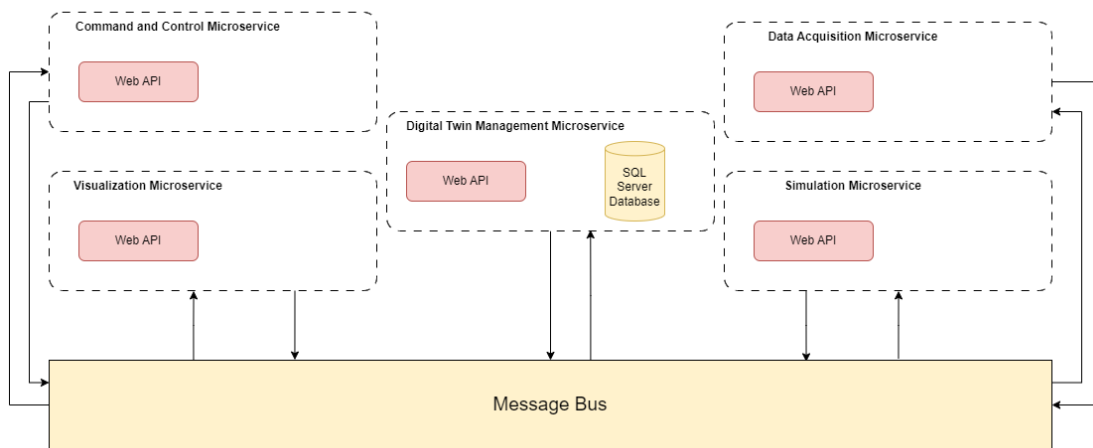 Command and Control Microservice
Web API
Data Acquisition Microservice
Web API
Digital Twin Management Microservice
Web API
SQL
Server
Database
Visualization Microservice
Web API
Simulation Microservice
Web API
Message Bus